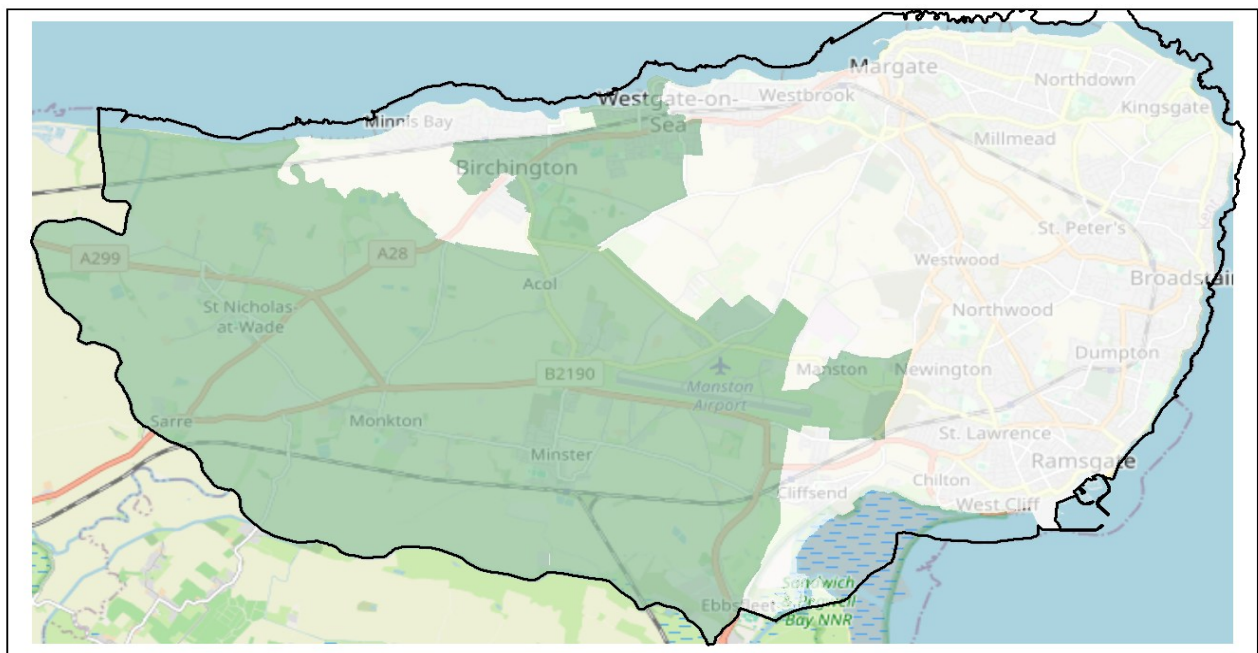 Margate
Northdown
Kingsgate
Westgate-on-
Sea
Westbrook
Minnis Bay
Millmead
Birchington
St. Peter's
A299
A28
Westwood
Broadstair
Acol
St Nicholas-
at-Wade
Northwood
Dumpton
B2190
Manston
Airport
Manston
Newington
Sarre
Monkton
Minster
St. Lawrence
Ramsgate
Chilton
Cliffsend
West Cliff
Ebbsfleet
Sandwich
& Pegwell
Bay NNR